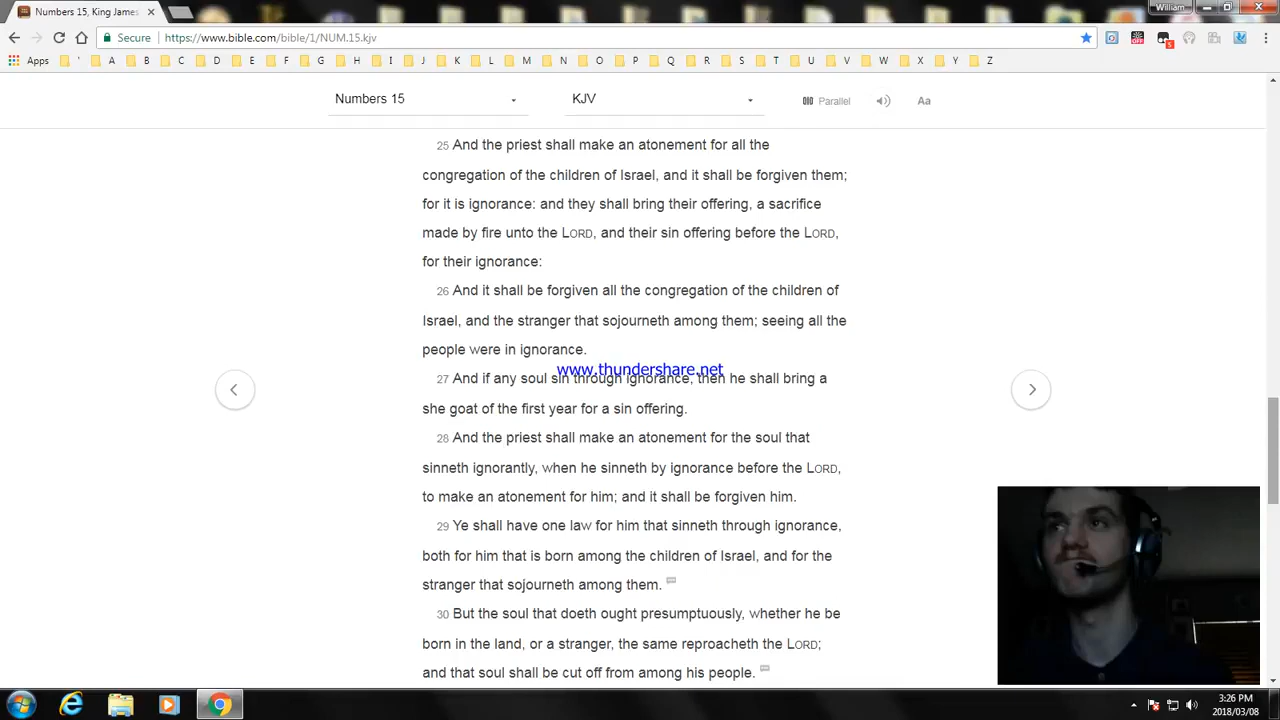 Numbers 15, King James
William
Secure
https://www.bible.com/bible/1/NUM.15.kjv
OFF
5
Apps ' A B C D E F G H I J K L M N O P Q R S T U V W X Y Z
Numbers 15
KJV
Parallel
Aa
25 And the priest shall make an atonement for all the
congregation of the children of Israel, and it shall be forgiven them;
for it is ignorance: and they shall bring their offering, a sacrifice
made by fire unto the LORD, and their sin offering before the LORD,
for their ignorance:
26 And it shall be forgiven all the congregation of the children of
Israel, and the stranger that sojourneth among them; seeing all the
people were in ignorance.
www.thundershare.net
27 And if any soul sin through ignorance, then he shall bring a
she goat of the first year for a sin offering.
28 And the priest shall make an atonement for the soul that
sinneth ignorantly, when he sinneth by ignorance before the LORD,
to make an atonement for him; and it shall be forgiven him.
29 Ye shall have one law for him that sinneth through ignorance,
both for him that is born among the children of Israel, and for the
stranger that sojourneth among them.
30 But the soul that doeth ought presumptuously, whether he be
born in the land, or a stranger, the same reproacheth the LORD;
and that soul shall be cut off from among his people.
3:26 PM
2018/03/08